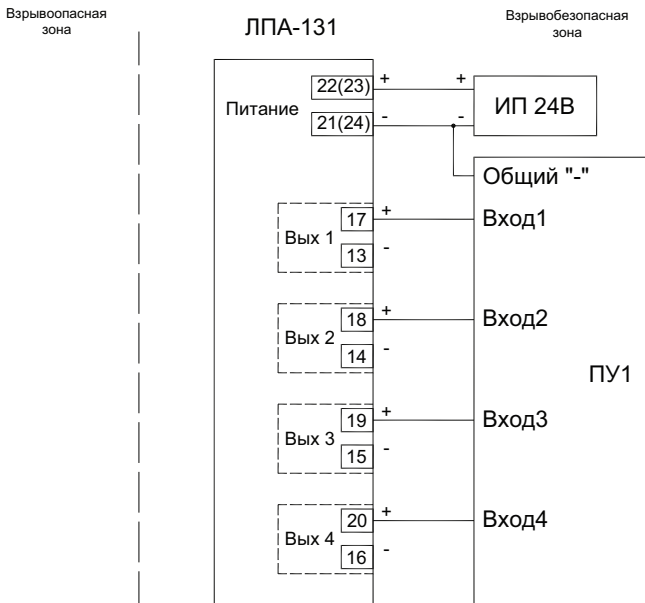 Взрывоопасная
зона
ЛПА-131
Взрывобезопасная
зона
Питание
22(23)
+
+
21(24)
-
-
ИП 24В
Общий "-"
Вых 1
17
+
13
-
Вход1
Вых 2
18
+
14
-
Вход2
ПУ1
Вых 3
19
+
15
-
Вход3
Вых 4
20
+
16
-
Вход4